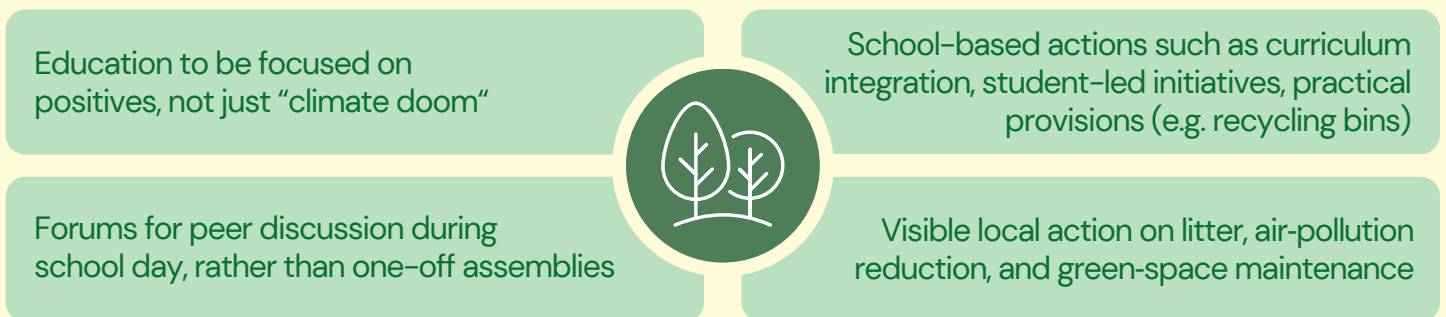 Education to be focused on
positives, not just “climate doom“
School-based actions such as curriculum
integration, student-led initiatives, practical
provisions (e.g. recycling bins)
Forums for peer discussion during
school day, rather than one-off assemblies
Visible local action on litter, air-pollution
reduction, and green-space maintenance